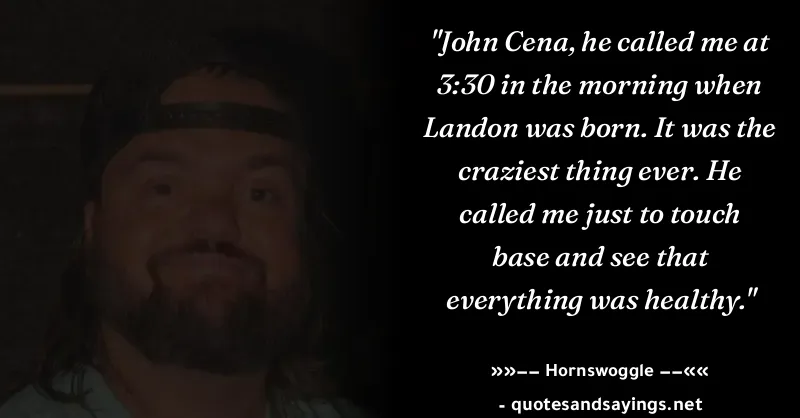 "John Cena, he called me at
3:30 in the morning when
Landon was born. It was the
craziest thing ever. He
called me just to touch
base and see that
everything was healthy."
»»—— Hornswoggle ——««
- quotesandsayings.net